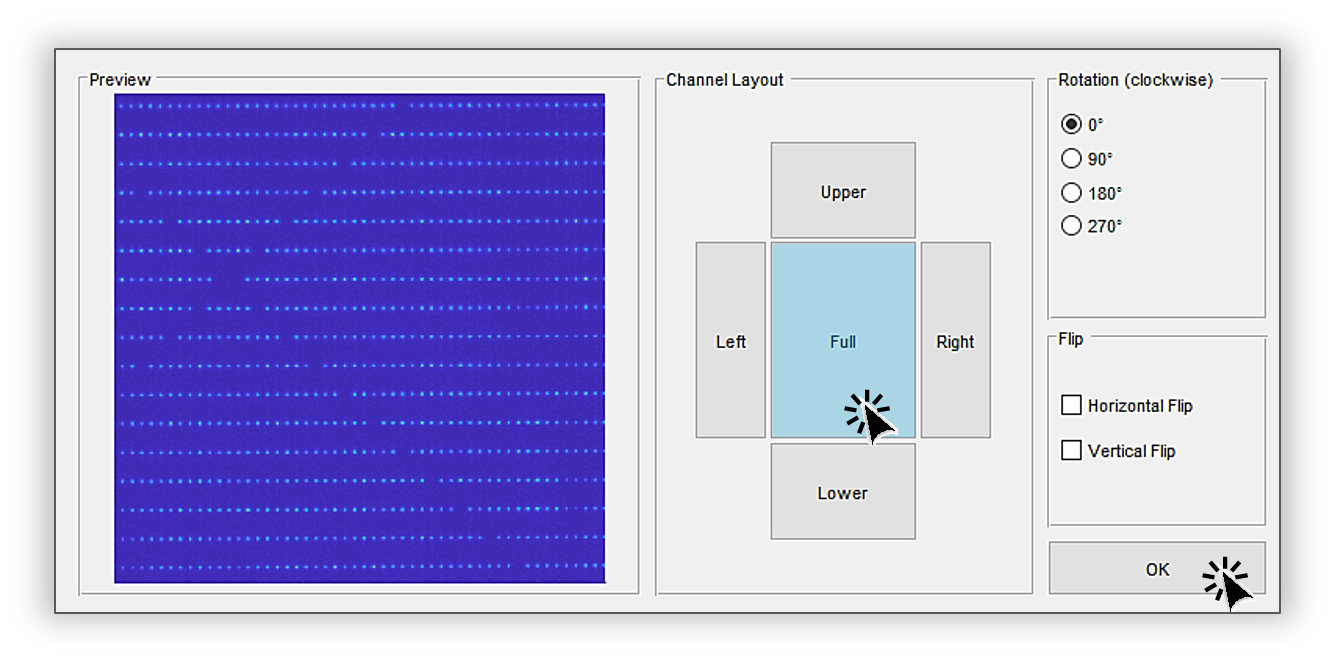 Preview
Channel Layout
Upper
Left
Full
Right
Lower
Rotation (clockwise)
0°
90°
180°
270°
Flip
Horizontal Flip
Vertical Flip
OK